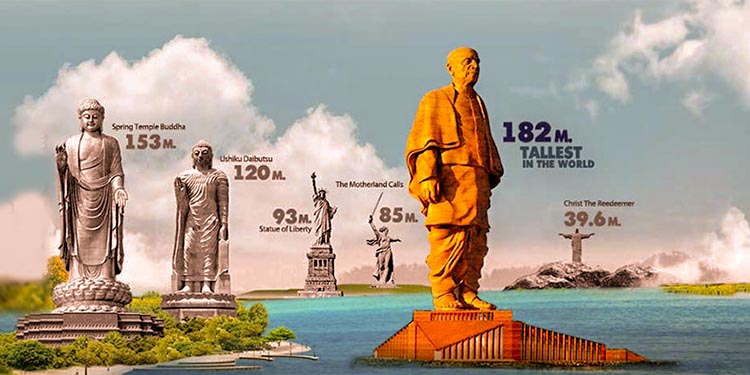 Spring Temple Buddha
153 M.
Ushiku Daibutsu
120 M.
93 M.
Statue of Liberty
The Motherland Calls
85 M.
182 M.
TALLEST
IN THE WORLD
Christ The Reedeemer
39.6 M.